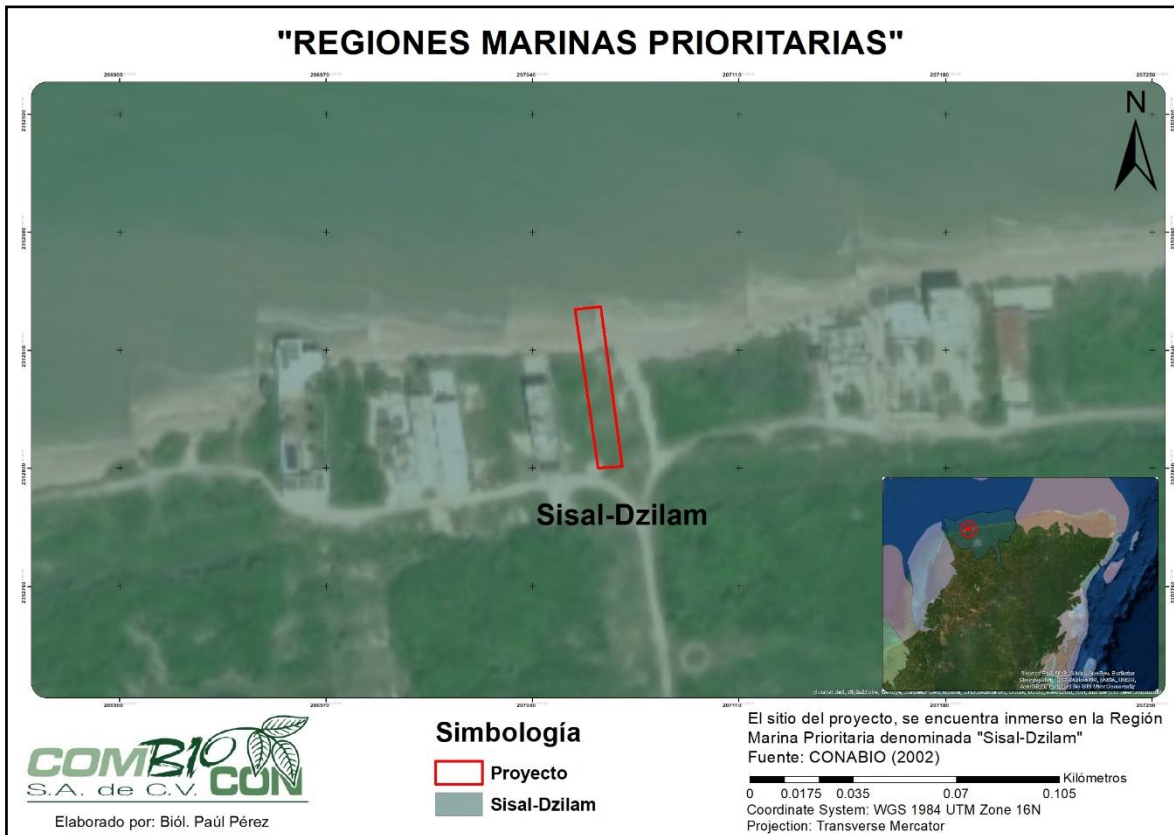 "REGIONES MARINAS PRIORITARIAS"
207040
207110
N
Sisal-Dzilam
COMBIOCON
S.A. de C.V.
Elaborado por: Biól. Paúl Pérez
Simbología
Proyecto
Sisal-Dzilam
El sitio del proyecto, se encuentra inmerso en la Región
Marina Prioritaria denominada "Sisal-Dzilam"
Fuente: CONABIO (2002)
Kilómetros
0 0.0175 0.035 0.07 0.105
Coordinate System: WGS 1984 UTM Zone 16N
Projection: Transverse Mercator